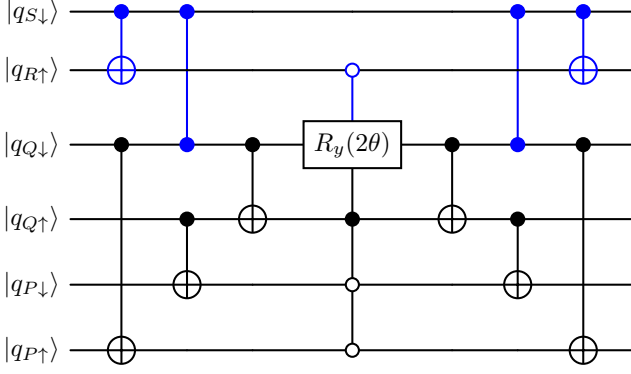 |q_{S↓}⟩
|q_{R↑}⟩
|q_{Q↓}⟩ R_y(2θ)
|q_{Q↑}⟩
|q_{P↓}⟩
|q_{P↑}⟩